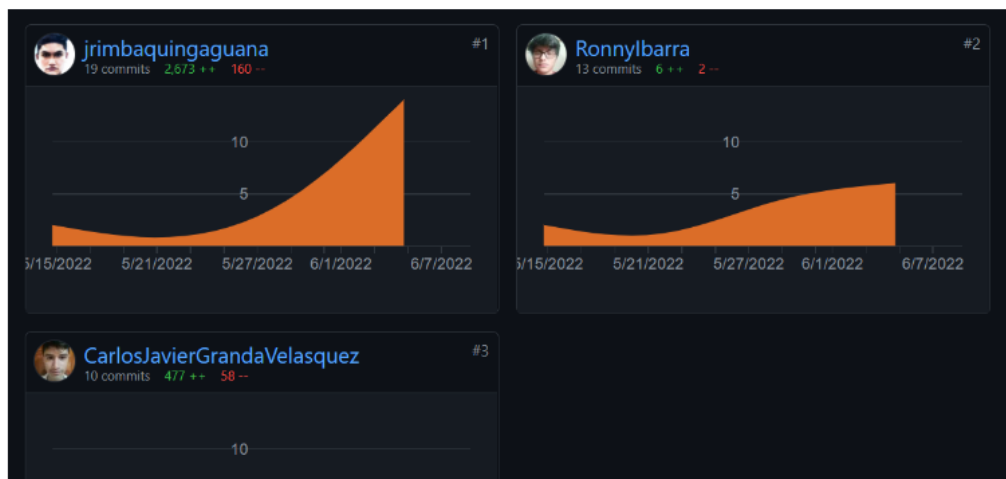 jrimbaquingaguana #1
19 commits 2,673 ++ 160 --
10
5
5/15/2022 5/21/2022 5/27/2022 6/1/2022 6/7/2022
RonnyIbarra #2
13 commits 6 ++ 2 --
10
5
5/15/2022 5/21/2022 5/27/2022 6/1/2022 6/7/2022
CarlosJavierGrandaVelasquez #3
10 commits 477 ++ 58 --
10